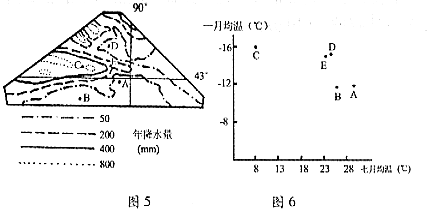 90°
D
C
43°
A
B
50
200 年降水量
400 (mm)
800
图5
一月均温 (℃)
-16
C
D
E
-12
B
A
-8
8 13 18 23 28 七月均温 (℃)
图6